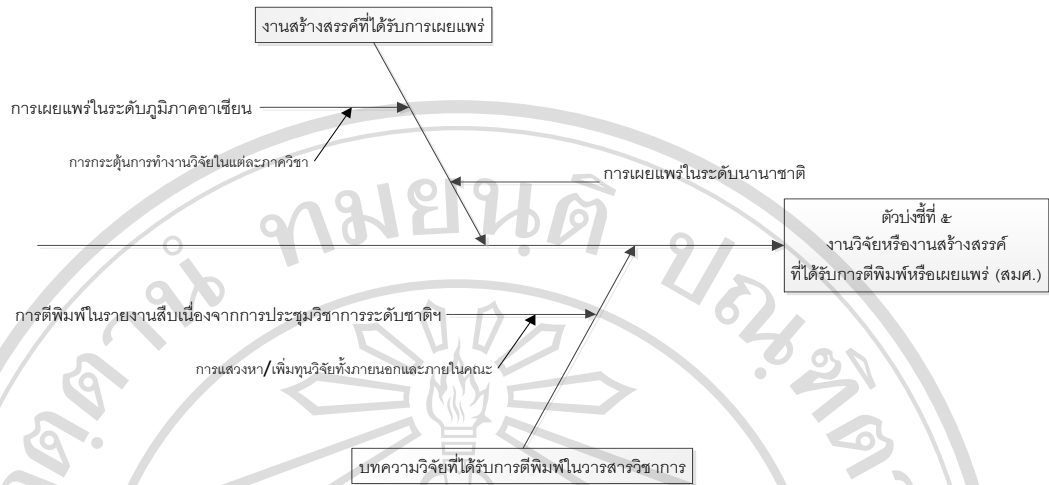 งานสร้างสรรค์ที่ได้รับการเผยแพร่
การเผยแพร่ในระดับภูมิภาคอาเซียน
การกระตุ้นการทำงานวิจัยในแต่ละภาควิชา
การเผยแพร่ในระดับนานาชาติ
ตัวบ่งชี้ที่ ๕
งานวิจัยหรืองานสร้างสรรค์
ที่ได้รับการตีพิมพ์หรือเผยแพร่ (สมศ.)
การตีพิมพ์ในรายงานสืบเนื่องจากการประชุมวิชาการระดับชาติฯ
การแสวงหา/เพิ่มทุนวิจัยทั้งภายนอกและภายในคณะ
บทความวิจัยที่ได้รับการตีพิมพ์ในวารสารวิชาการ